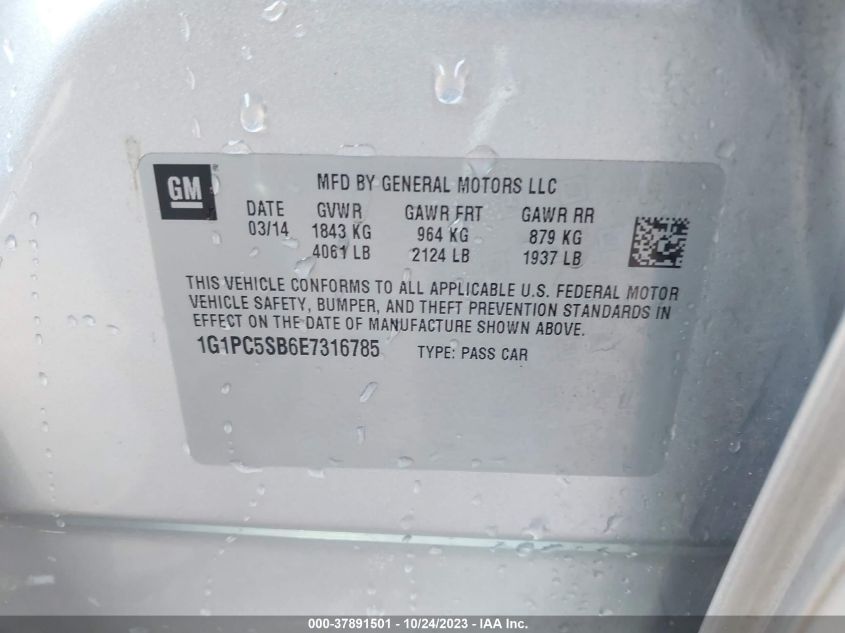 GM
MFD BY GENERAL MOTORS LLC
DATE GVWR GAWR FRT GAWR RR
03/14 1843 KG 964 KG 879 KG
4061 LB 2124 LB 1937 LB
THIS VEHICLE CONFORMS TO ALL APPLICABLE U.S. FEDERAL MOTOR
VEHICLE SAFETY, BUMPER, AND THEFT PREVENTION STANDARDS IN
EFFECT ON THE DATE OF MANUFACTURE SHOWN ABOVE.
1G1PC5SB6E7316785 TYPE: PASS CAR
000-37891501 - 10/24/2023 - IAA Inc.